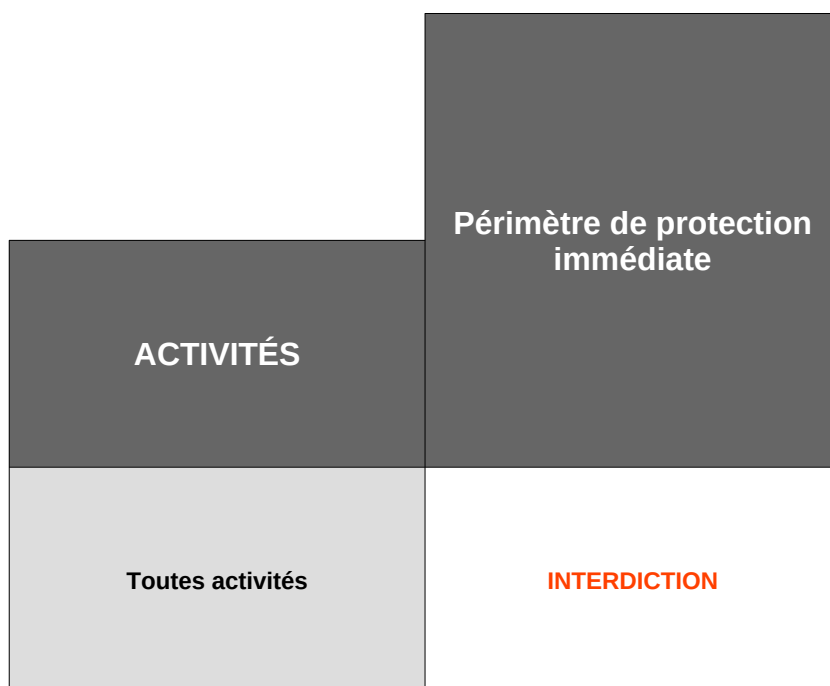 Périmètre de protection
immédiate
ACTIVITÉS
Toutes activités
INTERDICTION